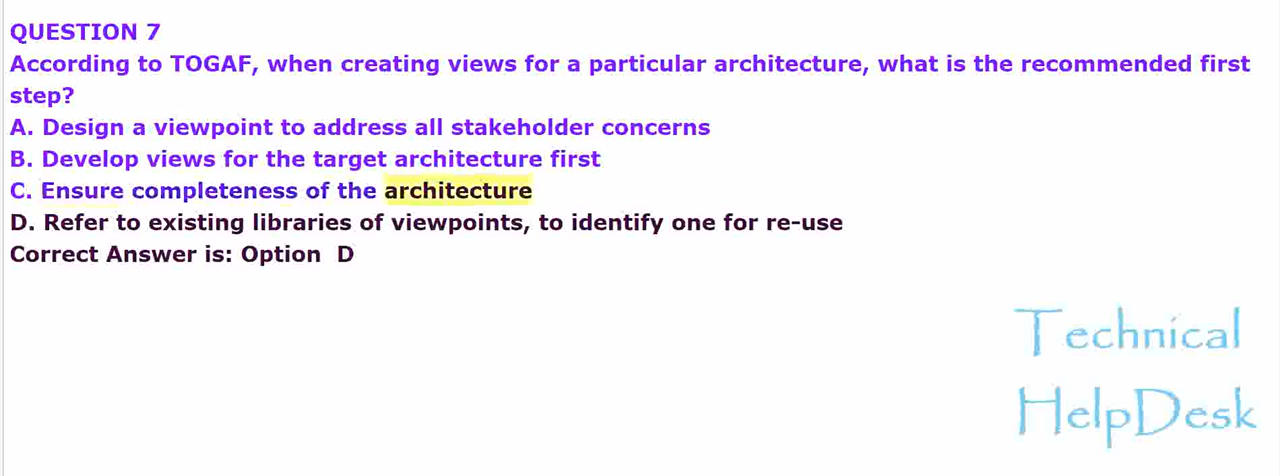 QUESTION 7
According to TOGAF, when creating views for a particular architecture, what is the recommended first
step?
A. Design a viewpoint to address all stakeholder concerns
B. Develop views for the target architecture first
C. Ensure completeness of the architecture
D. Refer to existing libraries of viewpoints, to identify one for re-use
Correct Answer is: Option  D
Technical
HelpDesk